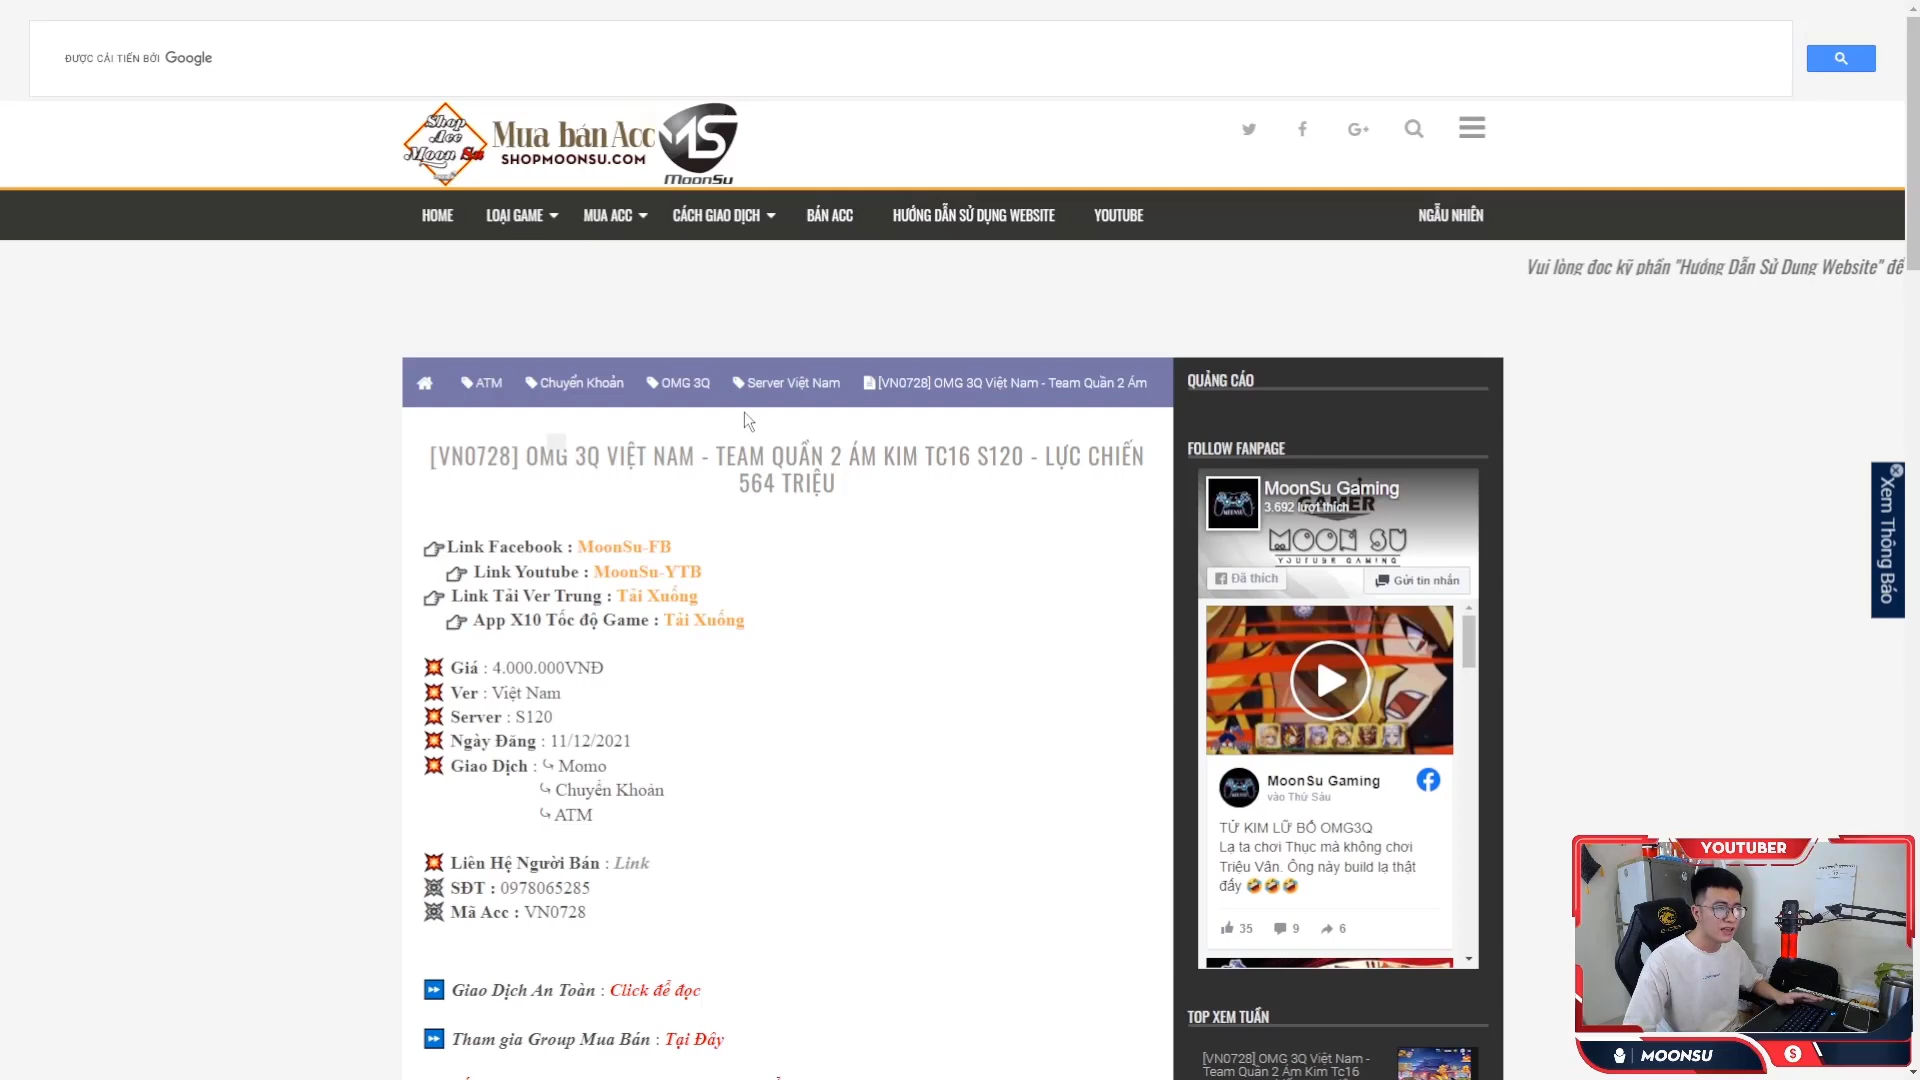 ĐƯỢC CẢI TIẾN BỞI Google
Shop
Acc
Moon Su
Mua bán Acc
SHOPMOONSU.COM
MS
MoonSu
HOME LOẠI GAME MUA ACC CÁCH GIAO DỊCH BÁN ACC HƯỚNG DẪN SỬ DỤNG WEBSITE YOUTUBE NGẪU NHIÊN
Vui lòng đọc kỹ phần "Hướng Dẫn Sử Dụng Website" để
ATM Chuyển Khoản OMG 3Q Server Việt Nam [VN0728] OMG 3Q Việt Nam - Team Quần 2 Ám
[VN0728] OMG 3Q VIỆT NAM - TEAM QUẦN 2 ÁM KIM TC16 S120 - LỰC CHIẾN
564 TRIỆU
Link Facebook : MoonSu-FB
Link Youtube : MoonSu-YTB
Link Tải Ver Trung : Tải Xuống
App X10 Tốc độ Game : Tải Xuống
Giá : 4.000.000VNĐ
Ver : Việt Nam
Server : S120
Ngày Đăng : 11/12/2021
Giao Dịch : ⤷ Momo
⤷ Chuyển Khoản
⤷ ATM
Liên Hệ Người Bán : Link
SĐT : 0978065285
Mã Acc : VN0728
Giao Dịch An Toàn : Click để đọc
Tham gia Group Mua Bán : Tại Đây
QUẢNG CÁO
FOLLOW FANPAGE
MoonSu Gaming
3.692 lượt thích
GAMER
MOON SU
YOUTUBE GAMING
Đã thích Gửi tin nhắn
MoonSu Gaming
vào Thứ Sáu
TỬ KIM LỮ BỐ OMG3Q
Lạ ta chơi Thục mà không chơi
Triệu Vân. Ông này build lạ thật
đấy 🤣🤣🤣
35 9 6
TOP XEM TUẦN
[VN0728] OMG 3Q Việt Nam -
Team Quần 2 Ám Kim Tc16
Xem Thông Báo
YOUTUBER
MOONSU